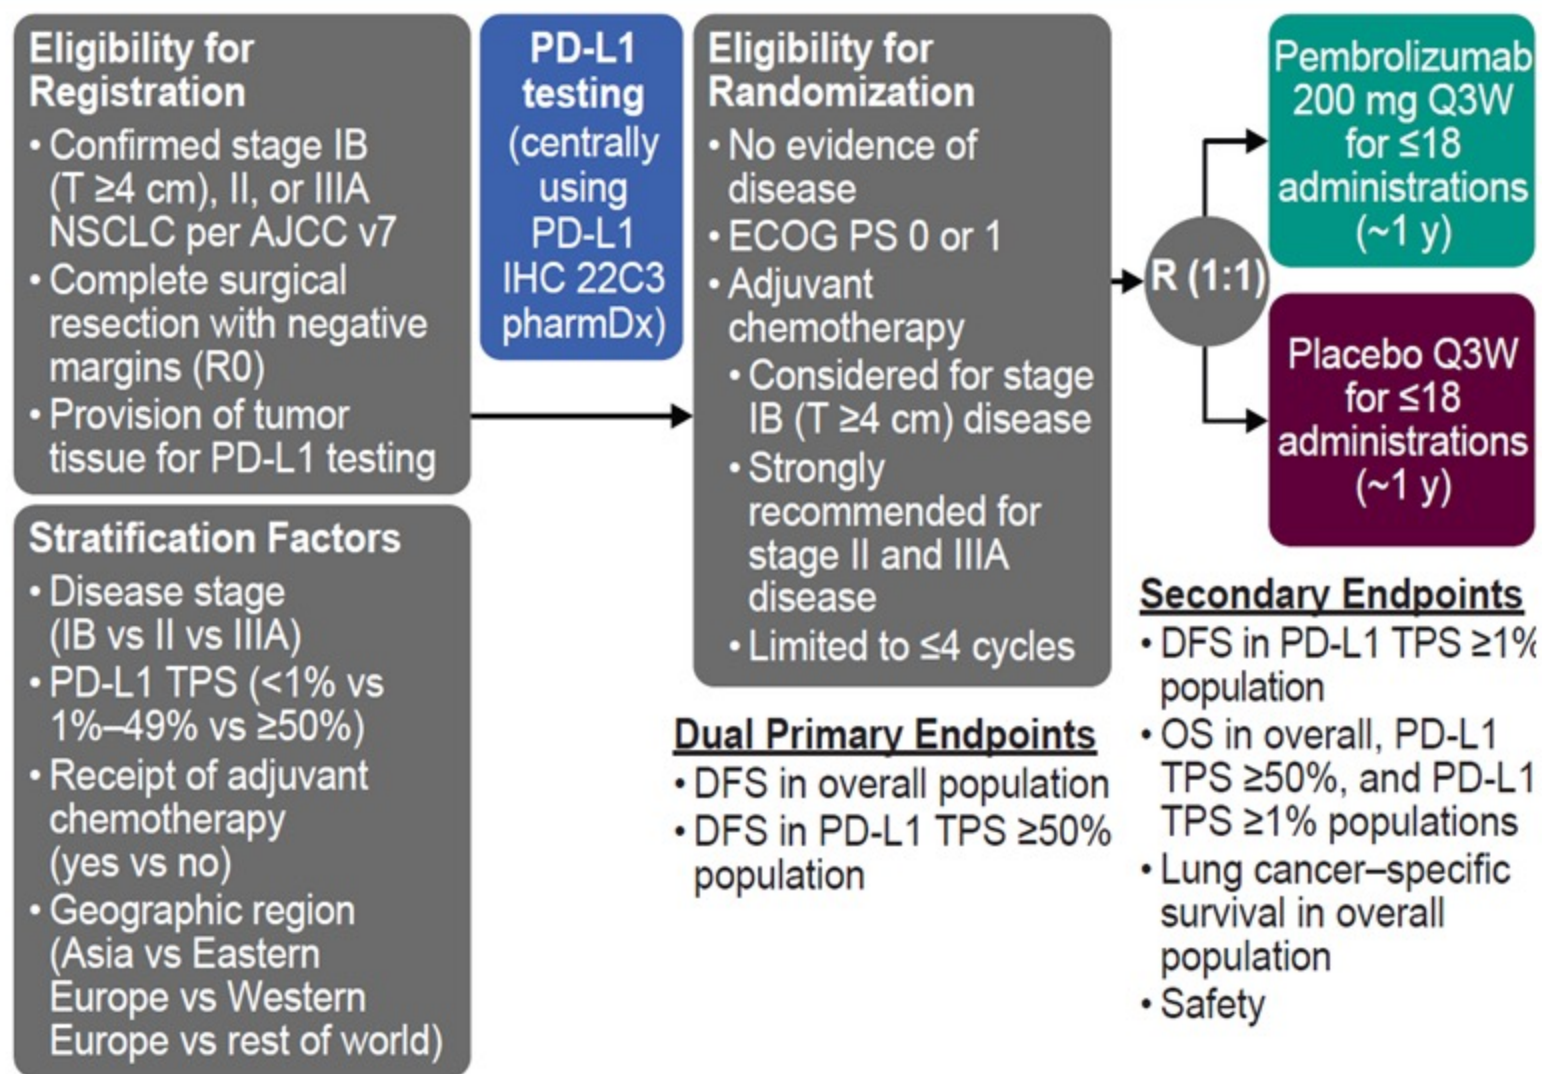 Eligibility for
Registration
• Confirmed stage IB
(T ≥4 cm), II, or IIIA
NSCLC per AJCC v7
• Complete surgical
resection with negative
margins (R0)
• Provision of tumor
tissue for PD-L1 testing
PD-L1
testing
(centrally
using
PD-L1
IHC 22C3
pharmDx)
Eligibility for
Randomization
• No evidence of
disease
• ECOG PS 0 or 1
• Adjuvant
chemotherapy
• Considered for stage
IB (T ≥4 cm) disease
• Strongly
recommended for
stage II and IIIA
disease
• Limited to ≤4 cycles
R (1:1)
Pembrolizumab
200 mg Q3W
for ≤18
administrations
(~1 y)
Placebo Q3W
for ≤18
administrations
(~1 y)
Stratification Factors
• Disease stage
(IB vs II vs IIIA)
• PD-L1 TPS (<1% vs
1%–49% vs ≥50%)
• Receipt of adjuvant
chemotherapy
(yes vs no)
• Geographic region
(Asia vs Eastern
Europe vs Western
Europe vs rest of world)
Dual Primary Endpoints
• DFS in overall population
• DFS in PD-L1 TPS ≥50%
population
Secondary Endpoints
• DFS in PD-L1 TPS ≥1%
population
• OS in overall, PD-L1
TPS ≥50%, and PD-L1
TPS ≥1% populations
• Lung cancer–specific
survival in overall
population
• Safety